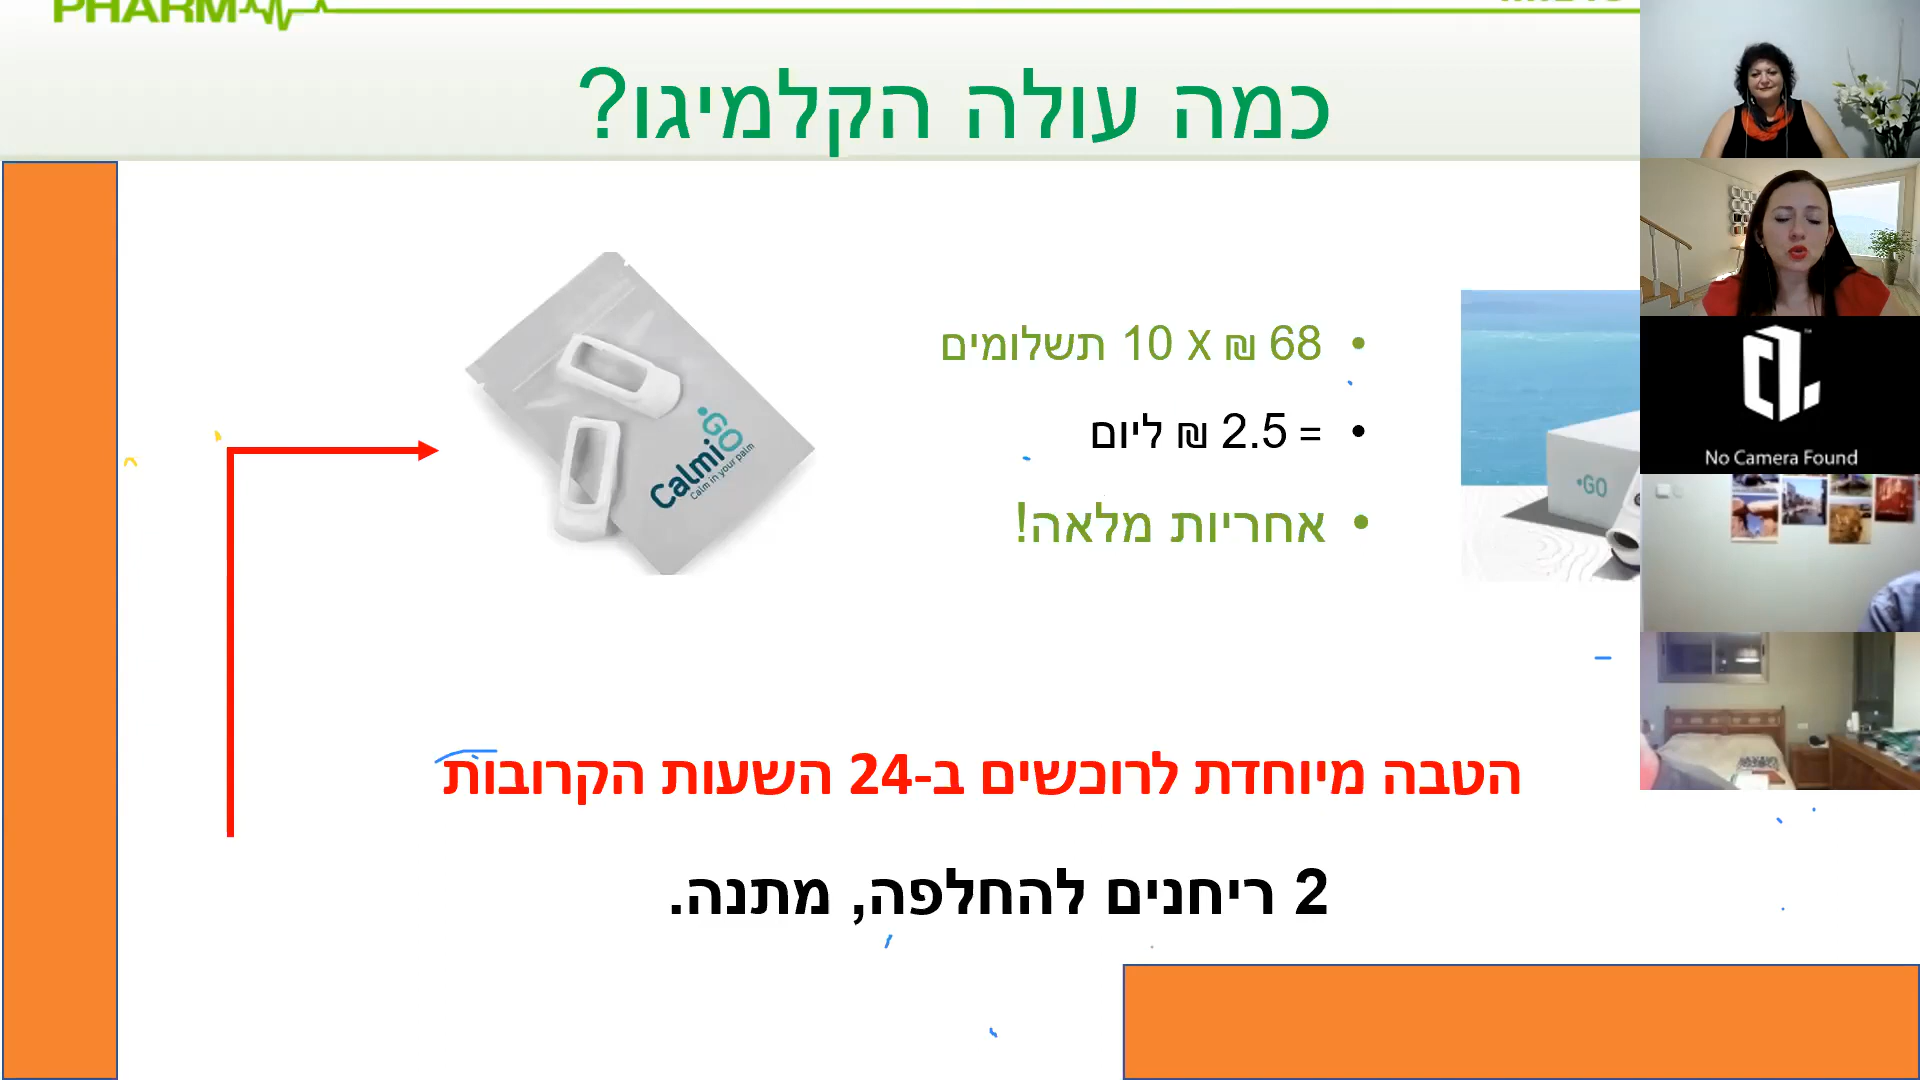 PHARM
כמה עולה הקלמיגו?
68 ₪ X 10 תשלומים
= 2.5 ₪ ליום
אחריות מלאה!
CalmiGO
Calm in your palm
GO
No Camera Found
הטבה מיוחדת לרוכשים ב-24 השעות הקרובות
2 ריחנים להחלפה, מתנה.